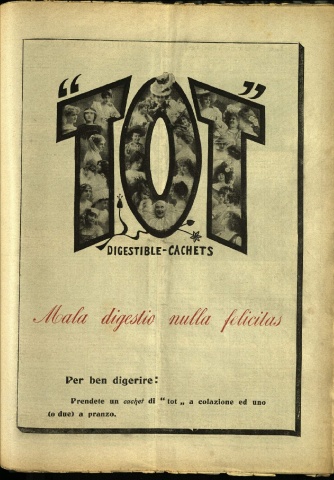 “TOT”
DIGESTIBLE-CACHETS
Mala digestio nulla felicitas
Per ben digerire:
Prendete un cachet di “ tot „ a colazione ed uno
(o due) a pranzo.